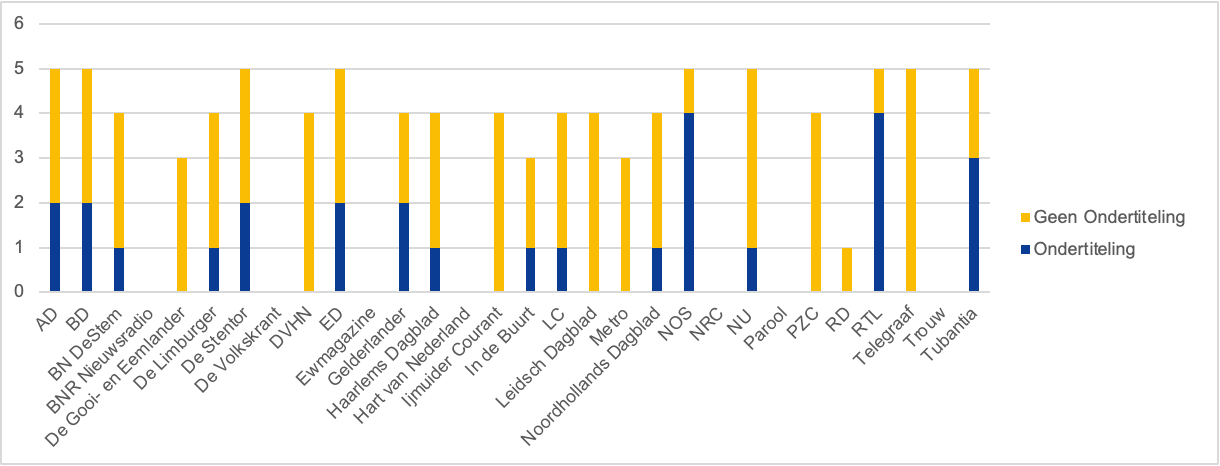 6
5
4
3
2
1
0
AD
BD
BN DeStem
BNR Nieuwsradio
De Gooi- en Eemlander
De Limburger
De Stentor
De Volkskrant
DVHN
ED
Ewmagazine
Gelderlander
Haarlems Dagblad
Hart van Nederland
Ijmuider Courant
In de Buurt
LC
Leidsch Dagblad
Metro
Noordhollands Dagblad
NOS
NRC
NU
Parool
PZC
RD
RTL
Telegraaf
Trouw
Tubantia
Geen Ondertiteling
Ondertiteling